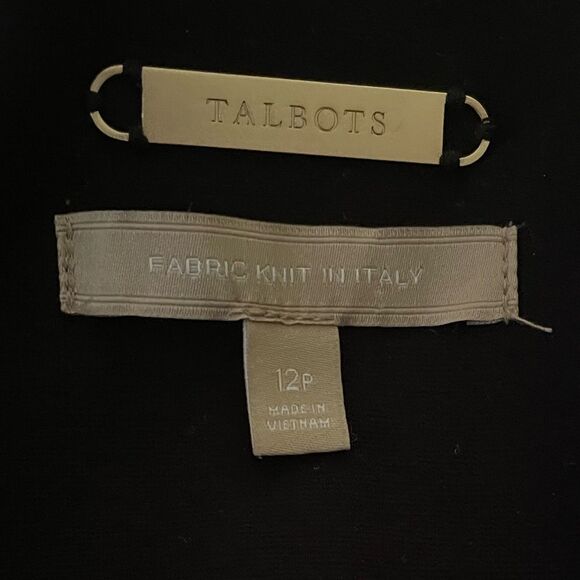 TALBOTS
FABRIC KNIT IN ITALY
12P
MADE IN
VIETNAM